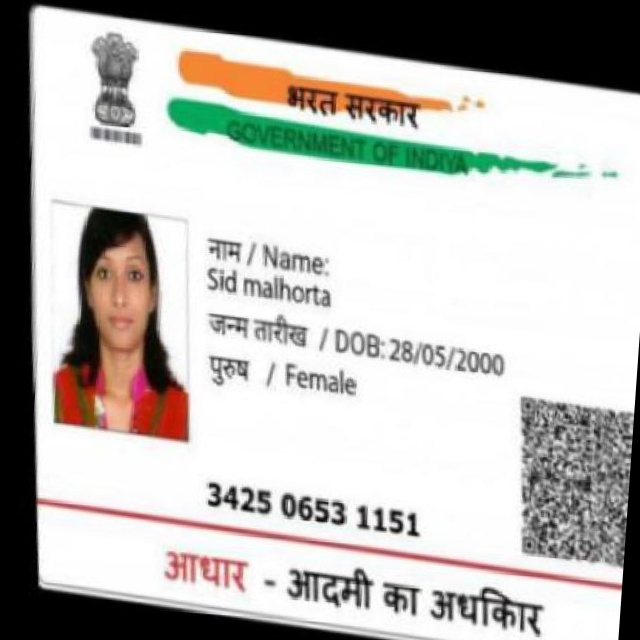 भरत सरकार
GOVERNMENT OF INDIYA
नाम / Name:
Sid malhorta
जन्म तारीख / DOB: 28/05/2000
पुरुष / Female
3425 0653 1151
आधार - आदमी का अधकिार